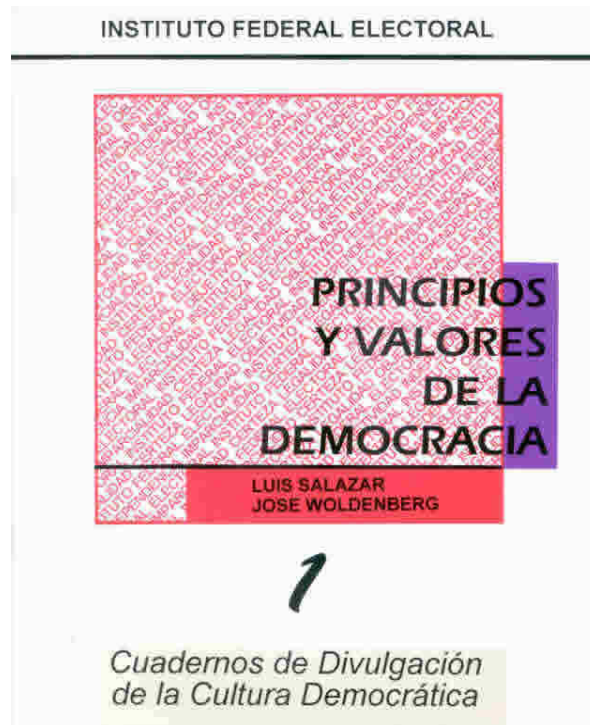 INSTITUTO FEDERAL ELECTORAL
PRINCIPIOS
Y VALORES
DE LA
DEMOCRACIA
LUIS SALAZAR
JOSE WOLDENBERG
1
Cuadernos de Divulgación
de la Cultura Democrática